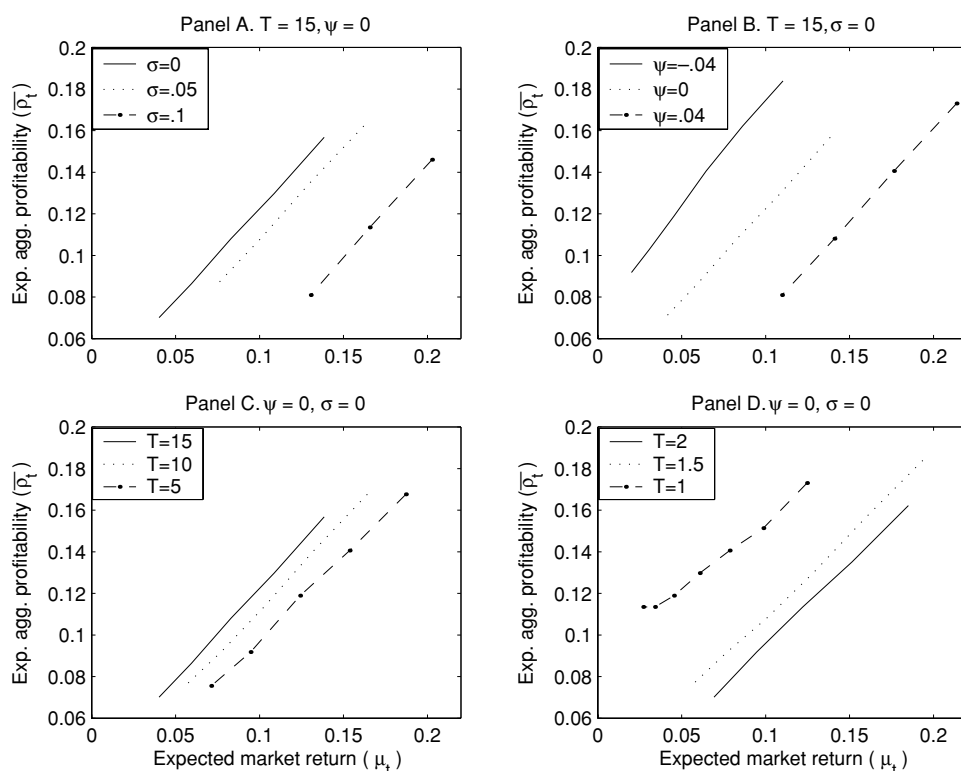 Panel A. T = 15, ψ = 0
0.2
0.18
0.16
0.14
0.12
0.1
0.08
0.06
0
0.05
0.1
0.15
0.2
Exp. agg. profitability (ρ̅t)
σ=0
σ=.05
σ=.1
Panel B. T = 15, σ = 0
0.2
0.18
0.16
0.14
0.12
0.1
0.08
0.06
0
0.05
0.1
0.15
0.2
Exp. agg. profitability (ρ̅t)
ψ=−.04
ψ=0
ψ=.04
Panel C. ψ = 0, σ = 0
0.2
0.18
0.16
0.14
0.12
0.1
0.08
0.06
0
0.05
0.1
0.15
0.2
Exp. agg. profitability (ρ̅t)
T=15
T=10
T=5
Expected market return ( μt)
Panel D. ψ = 0, σ = 0
0.2
0.18
0.16
0.14
0.12
0.1
0.08
0.06
0
0.05
0.1
0.15
0.2
Exp. agg. profitability (ρ̅t)
T=2
T=1.5
T=1
Expected market return ( μt)